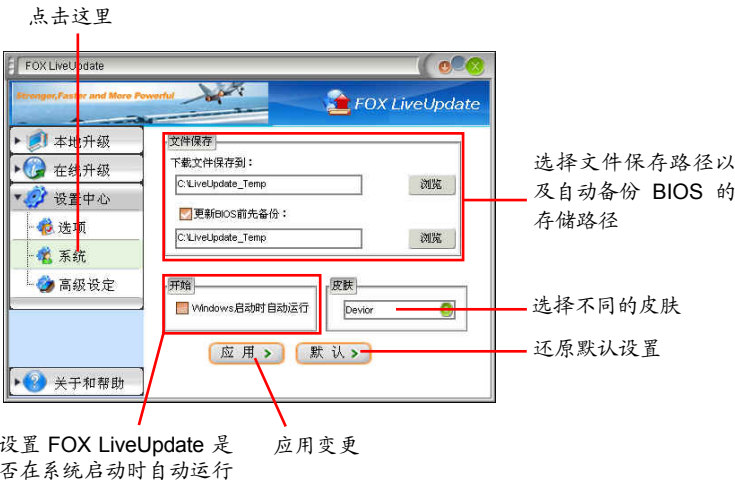 点击这里
FOX LiveUpdate
Stronger,Faster and More Powerful
FOX LiveUpdate
本地升级
在线升级
设置中心
选项
系统
高级设定
关于和帮助
文件保存
下载文件保存到：
C:\LiveUpdate_Temp
浏览
更新BIOS前先备份：
C:\LiveUpdate_Temp
浏览
开始
Windows启动时自动运行
皮肤
Devior
应 用
默 认
选择文件保存路径以
及自动备份 BIOS 的
存储路径
选择不同的皮肤
还原默认设置
设置 FOX LiveUpdate 是
否在系统启动时自动运行
应用变更